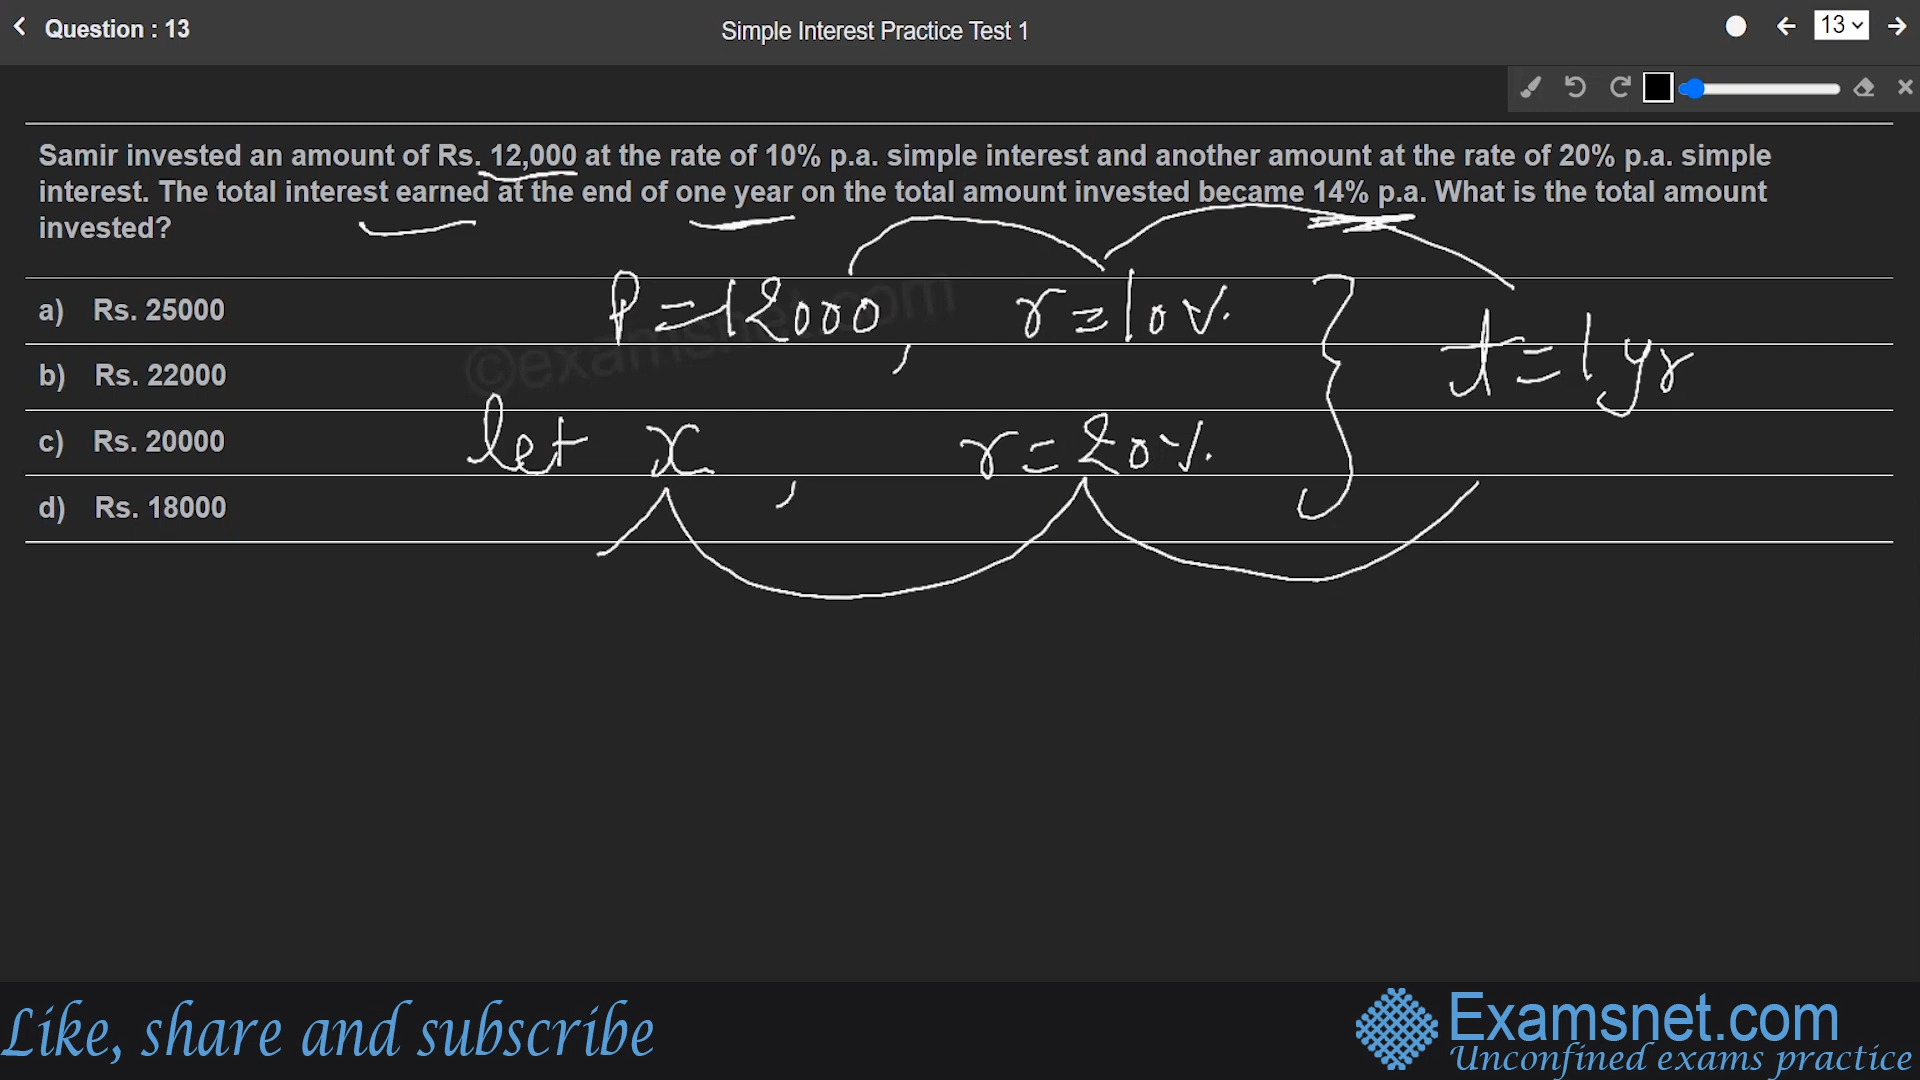 Question : 13
Simple Interest Practice Test 1
13
Samir invested an amount of Rs. 12,000 at the rate of 10% p.a. simple interest and another amount at the rate of 20% p.a. simple
interest. The total interest earned at the end of one year on the total amount invested became 14% p.a. What is the total amount
invested?
a) Rs. 25000
b) Rs. 22000
c) Rs. 20000
d) Rs. 18000
©examsnet.com
P = 12000, r = 10%.
let x, r = 20%.
t = 1 yr
Like, share and subscribe
Examsnet.com
Unconfined exams practice